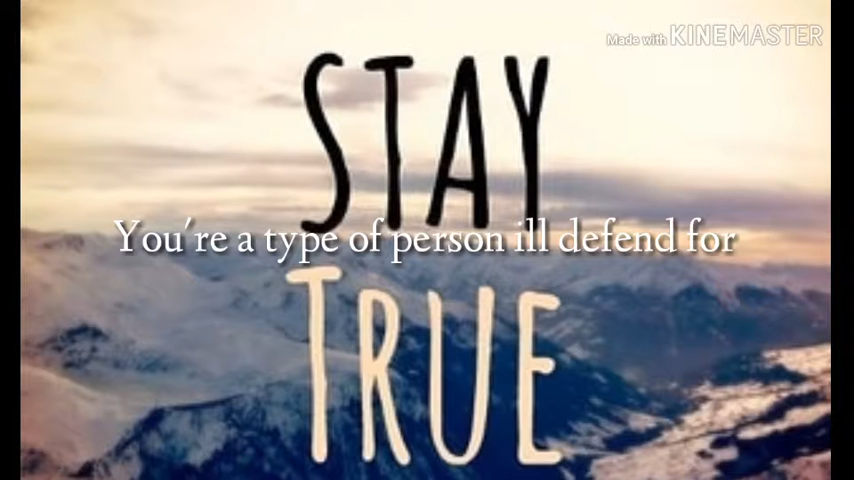 Made with KINEMASTER
STAY
You're a type of person ill defend for
TRUE